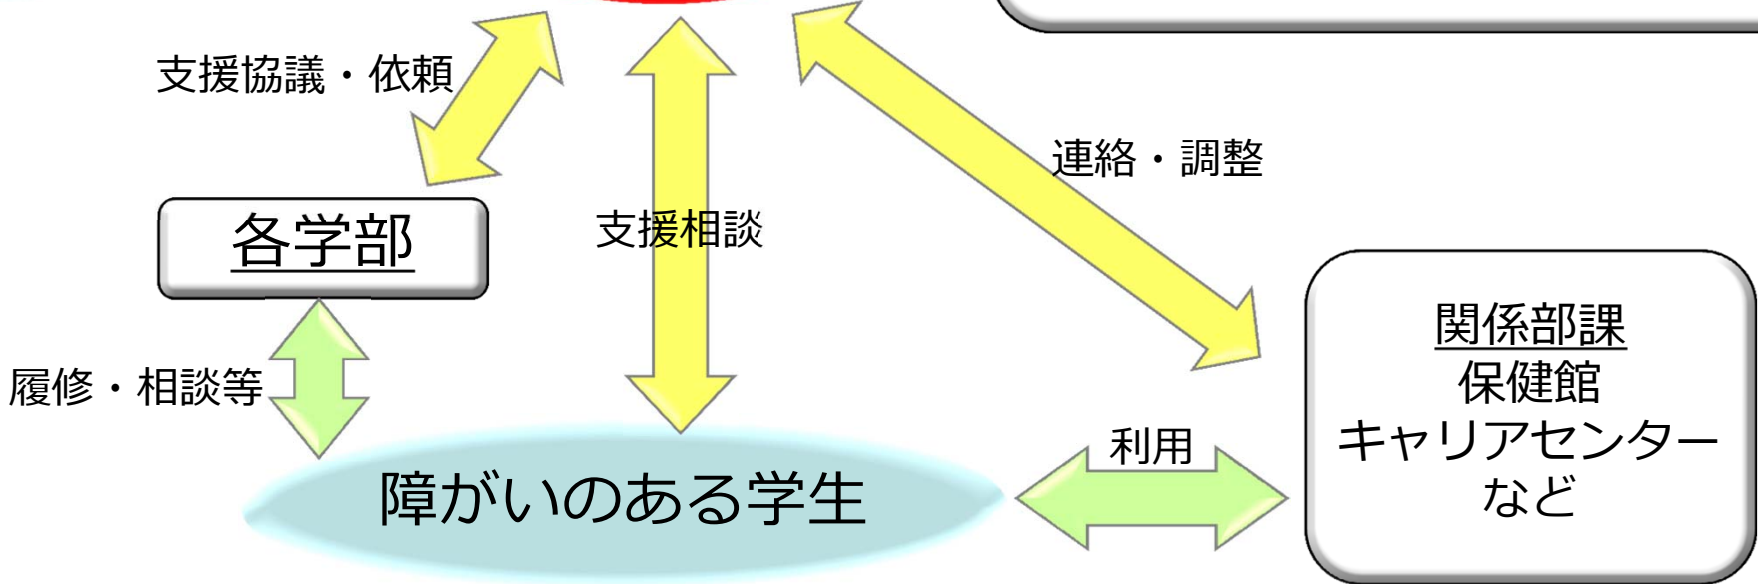 支援協議・依頼
連絡・調整
支援相談
各学部
関係部課
保健館
キャリアセンター
など
履修・相談等
利用
障がいのある学生